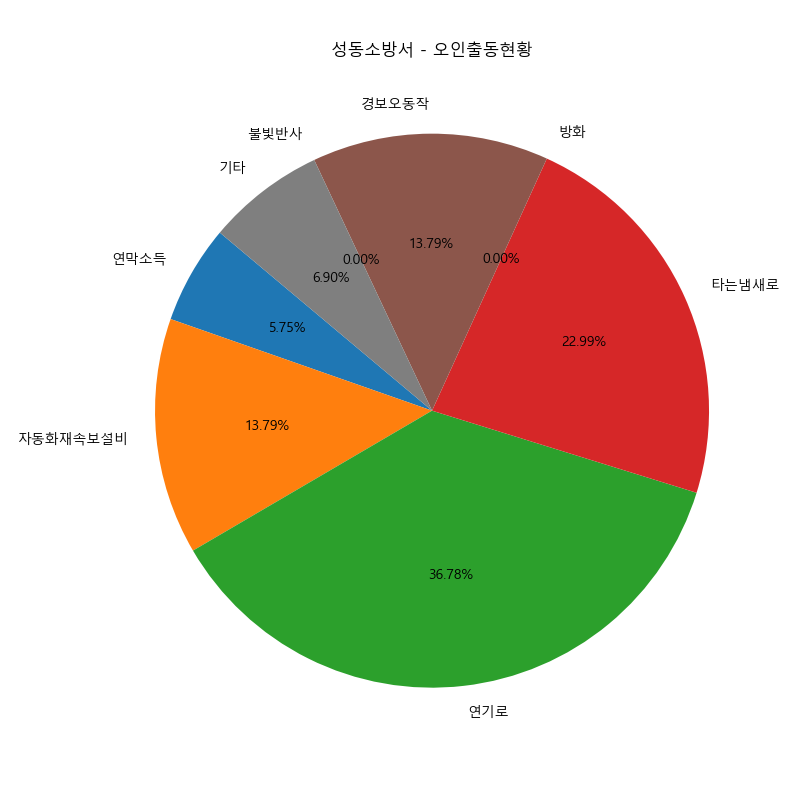 성동소방서 - 오인출동현황
경보오동작
방화
불빛반사
기타
연막소독
자동화재속보설비
연기로
타는냄새로
13.79%
0.00%
0.00%
6.90%
5.75%
13.79%
36.78%
22.99%